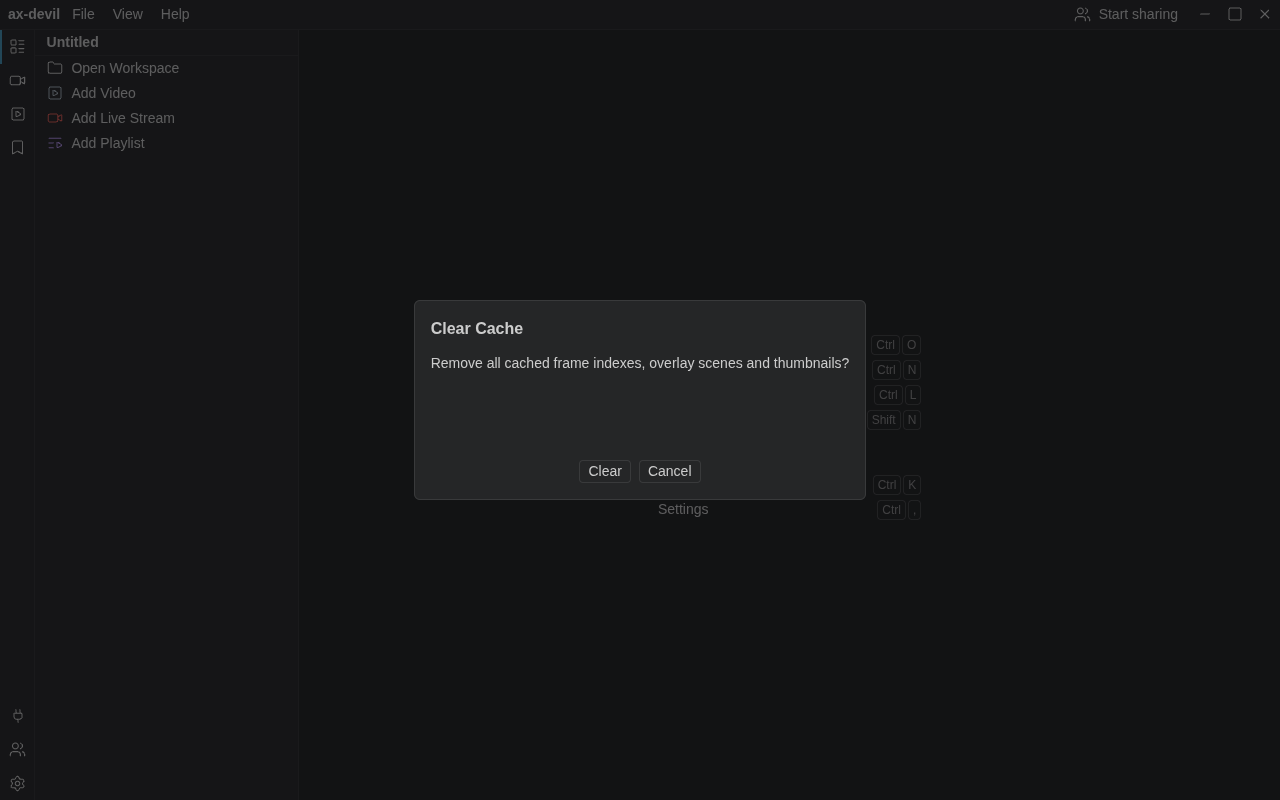 ax-devil File View Help Start sharing
Untitled
Open Workspace
Add Video
Add Live Stream
Add Playlist
Clear Cache
Remove all cached frame indexes, overlay scenes and thumbnails?
Clear Cancel
Ctrl O
Ctrl N
Ctrl L
Shift N
Ctrl K
Settings Ctrl ,